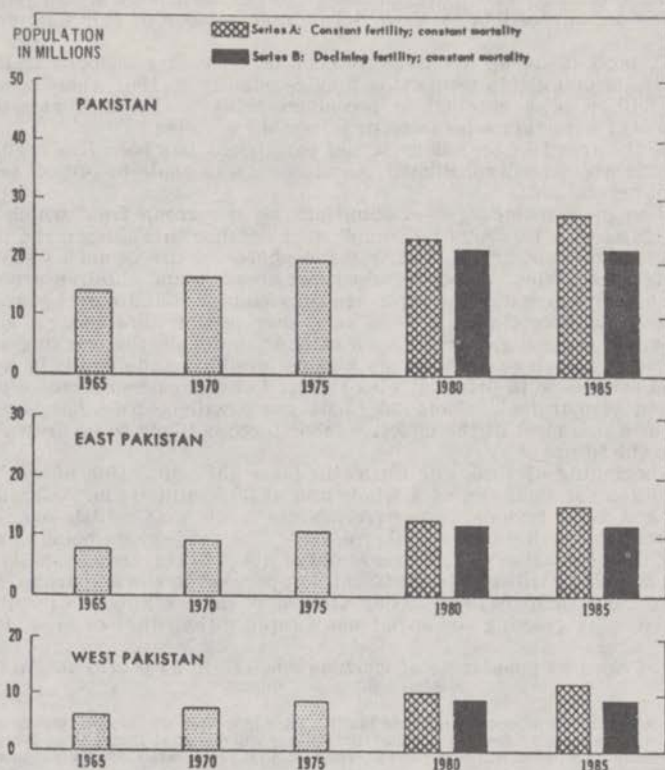 POPULATION
IN MILLIONS
Series A: Constant fertility; constant mortality
Series B: Declining fertility; constant mortality
50
PAKISTAN
40
30
20
10
0
1965 1970 1975 1980 1985
30
EAST PAKISTAN
20
10
0
1965 1970 1975 1980 1985
20
WEST PAKISTAN
10
0
1965 1970 1975 1980 1985